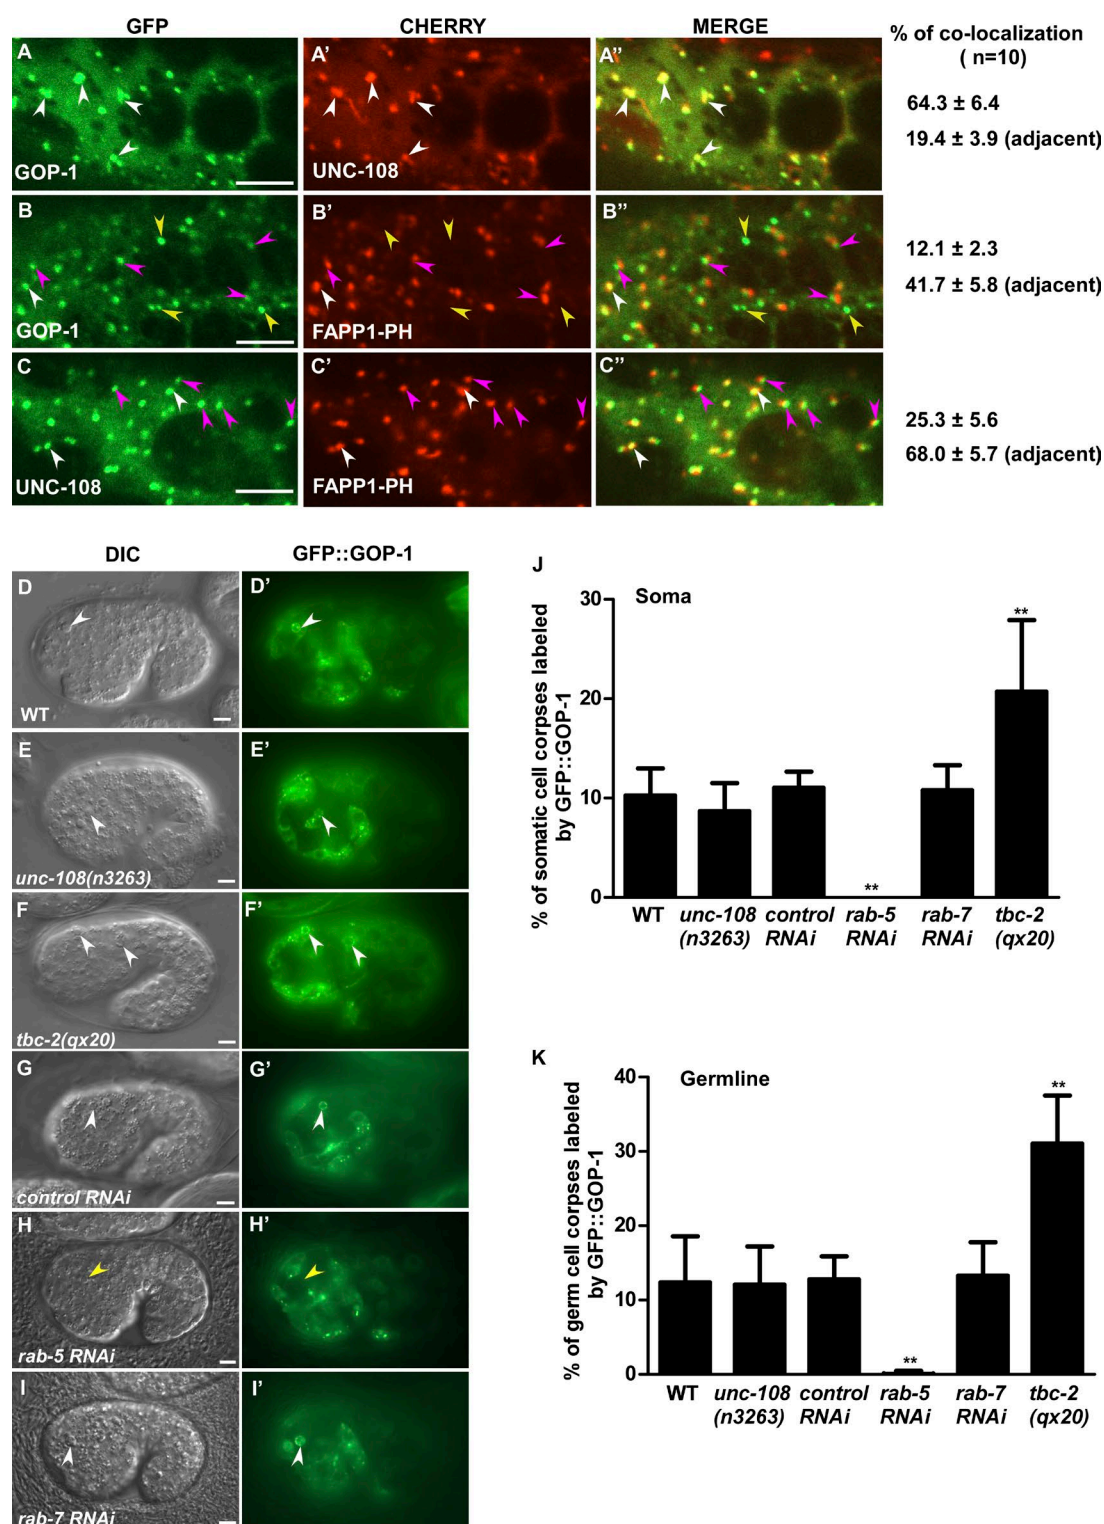 GFP CHERRY MERGE
% of co-localization
( n=10)
A A' A''
64.3 ± 6.4
19.4 ± 3.9 (adjacent)
GOP-1 UNC-108
B B' B''
12.1 ± 2.3
41.7 ± 5.8 (adjacent)
GOP-1 FAPP1-PH
C C' C''
25.3 ± 5.6
68.0 ± 5.7 (adjacent)
UNC-108 FAPP1-PH
DIC GFP::GOP-1
D D'
WT
E E'
unc-108(n3263)
F F'
tbc-2(qx20)
G G'
control RNAi
H H'
rab-5 RNAi
I I'
rab-7 RNAi
J
Soma
% of somatic cell corpses labeled
by GFP::GOP-1
30
20
10
0
**
**
WT unc-108 control rab-5 rab-7 tbc-2
(n3263) RNAi RNAi RNAi (qx20)
K
Germline
% of germ cell corpses labeled
by GFP::GOP-1
40
30
20
10
0
**
**
WT unc-108 control rab-5 rab-7 tbc-2
(n3263) RNAi RNAi RNAi (qx20)